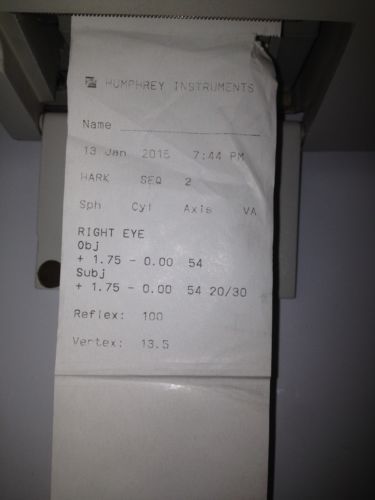 HUMPHREY INSTRUMENTS
Name
13 Jan 2015 7:44 PM
HARK SEQ 2
Sph Cyl Axis VA
RIGHT EYE
Obj
+ 1.75 - 0.00 54
Subj
+ 1.75 - 0.00 54 20/30
Reflex: 100
Vertex: 13.5